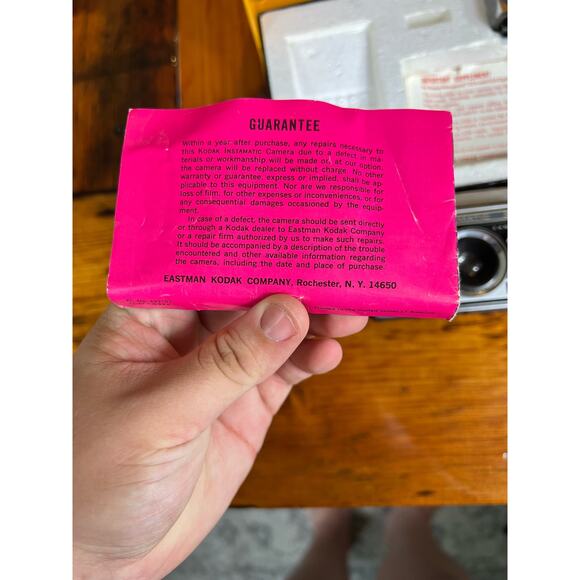 GUARANTEE
Within a year after purchase, any repairs necessary to
this KODAK INSTAMATIC Camera due to a defect in ma-
terials or workmanship will be made or, at our option,
the camera will be replaced without charge. No other
warranty or guarantee, express or implied, shall be ap-
plicable to this equipment. Nor are we responsible for
loss of film, for other expenses or inconveniences, or for
any consequential damages occasioned by the equip-
ment.
In case of a defect, the camera should be sent directly
or through a Kodak dealer to Eastman Kodak Company
or a repair firm authorized by us to make such repairs.
It should be accompanied by a description of the trouble
encountered and other available information regarding
the camera, including the date and place of purchase.
EASTMAN KODAK COMPANY, Rochester, N. Y. 14650